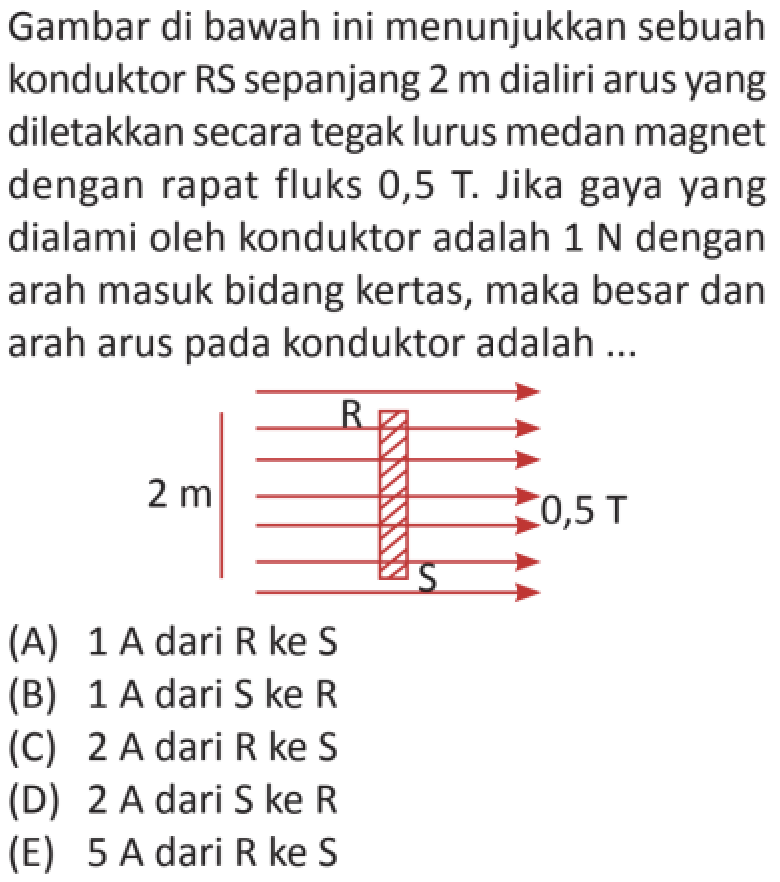 Gambar di bawah ini menunjukkan sebuah
konduktor RS sepanjang 2 m dialiri arus yang
diletakkan secara tegak lurus medan magnet
dengan rapat fluks 0,5 T. Jika gaya yang
dialami oleh konduktor adalah 1 N dengan
arah masuk bidang kertas, maka besar dan
arah arus pada konduktor adalah ...
R
2 m
0,5 T
S
(A) 1 A dari R ke S
(B) 1 A dari S ke R
(C) 2 A dari R ke S
(D) 2 A dari S ke R
(E) 5 A dari R ke S